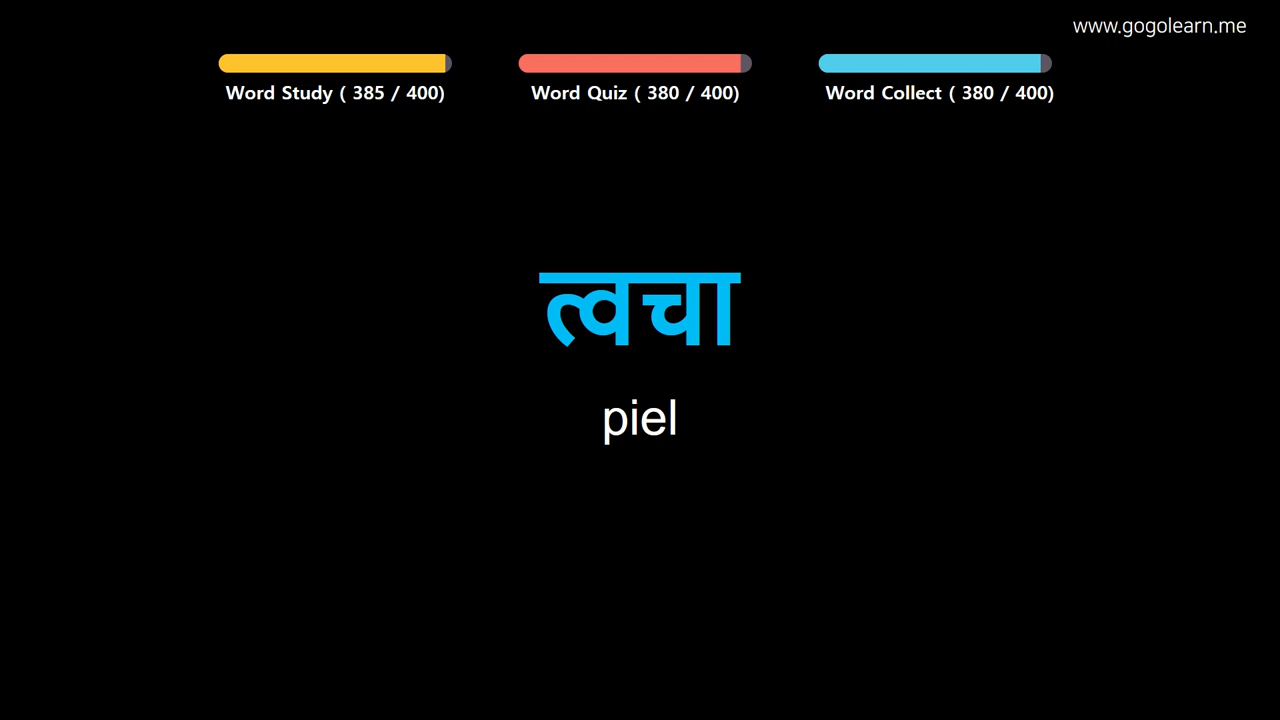 www.gogolearn.me
Word Study ( 385 / 400)
Word Quiz ( 380 / 400)
Word Collect ( 380 / 400)
त्वचा
piel